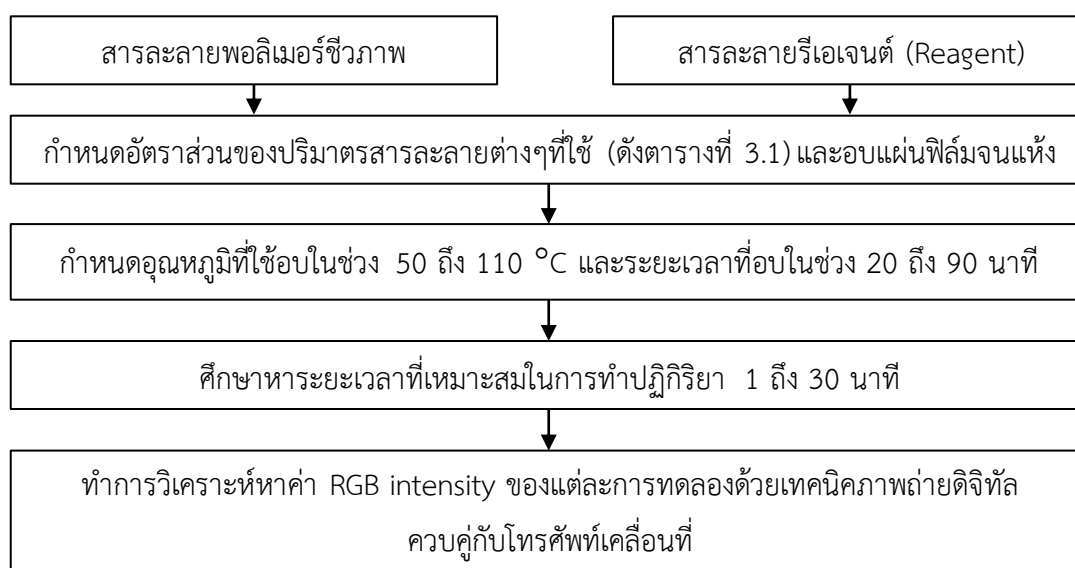 สารละลายพอลิเมอร์ชีวภาพ
สารละลายรีเอเจนต์ (Reagent)
กำหนดอัตราส่วนของปริมาตรสารละลายต่างๆที่ใช้ (ดังตารางที่ 3.1) และอบแผ่นฟิล์มจนแห้ง
กำหนดอุณหภูมิที่ใช้อบในช่วง 50 ถึง 110 °C และระยะเวลาที่อบในช่วง 20 ถึง 90 นาที
ศึกษาหาระยะเวลาที่เหมาะสมในการทำปฏิกิริยา 1 ถึง 30 นาที
ทำการวิเคราะห์หาค่า RGB intensity ของแต่ละการทดลองด้วยเทคนิคภาพถ่ายดิจิทัล
ควบคู่กับโทรศัพท์เคลื่อนที่